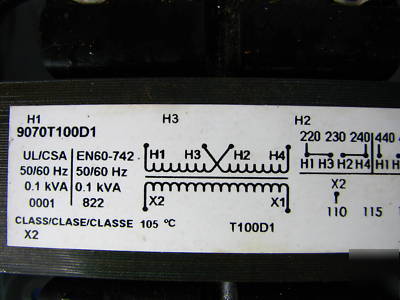 H1 H3 H2
9070T100D1
220 230 240 440
UL/CSA EN60-742
50/60 Hz 50/60 Hz
0.1 kVA 0.1 kVA
0001 822
H1 H3 H2 H4
X2 X1
H1 H3 H2 H4 H1
X2
110 115
CLASS/CLASE/CLASSE 105 °C
T100D1
X2